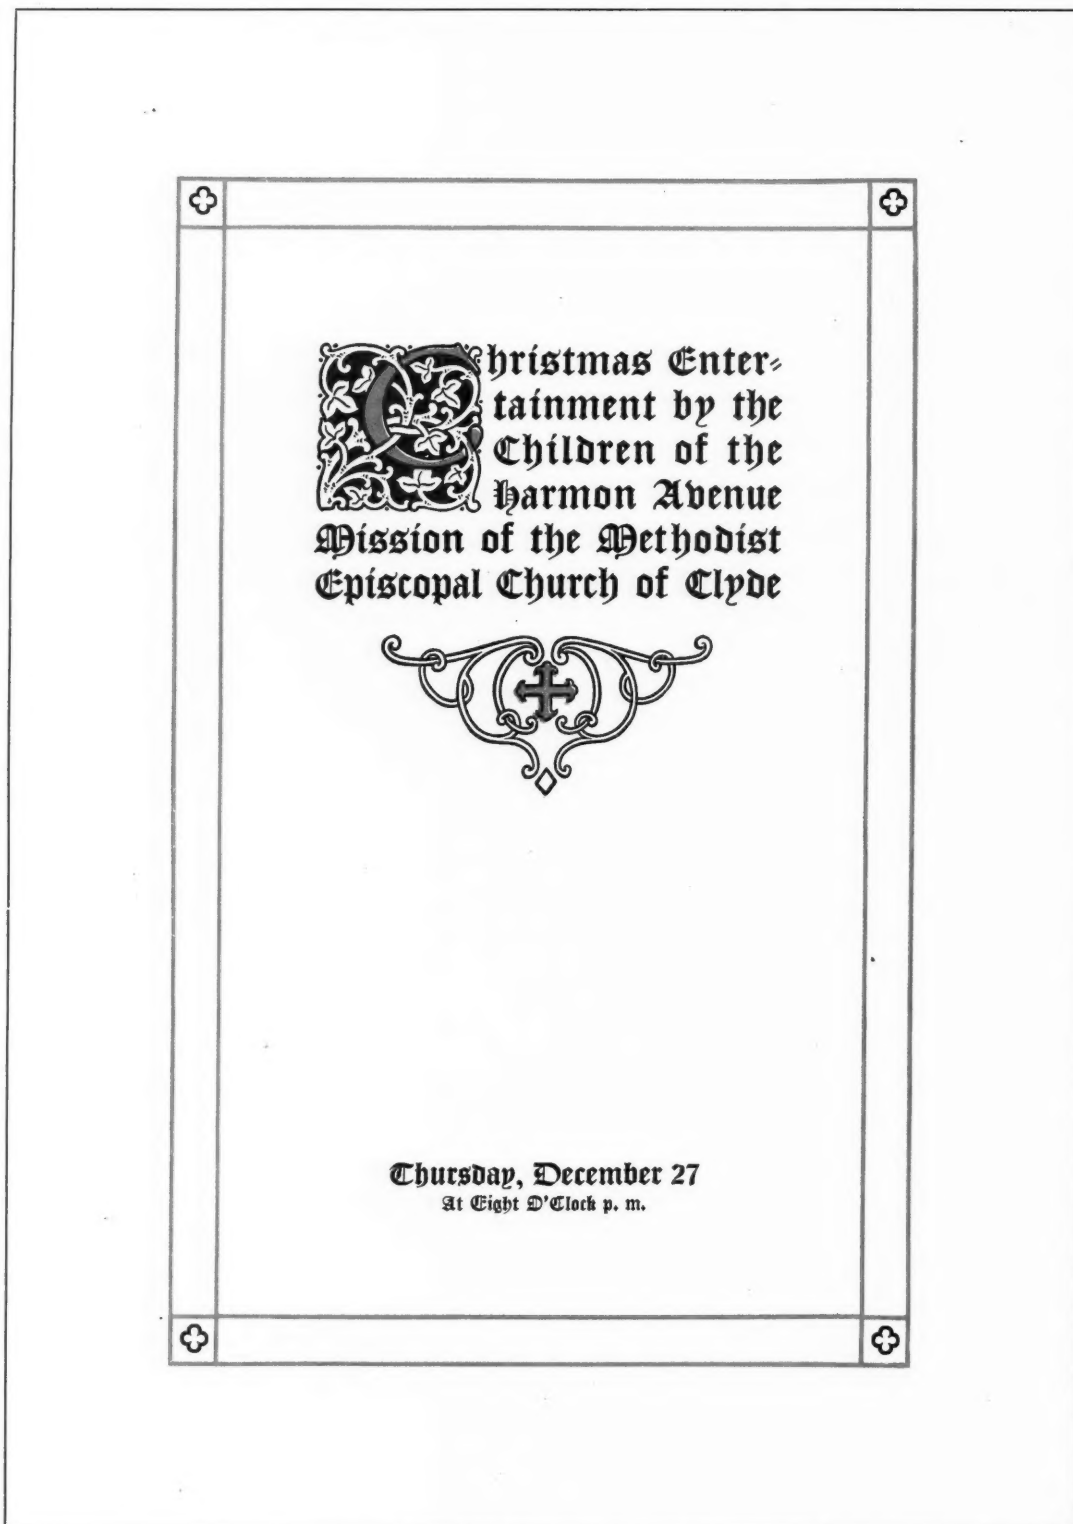 Christmas Enter-
tainment by the
Children of the
Harmon Avenue
Mission of the Methodist
Episcopal Church of Clyde
Thursday, December 27
At Eight O'Clock p. m.